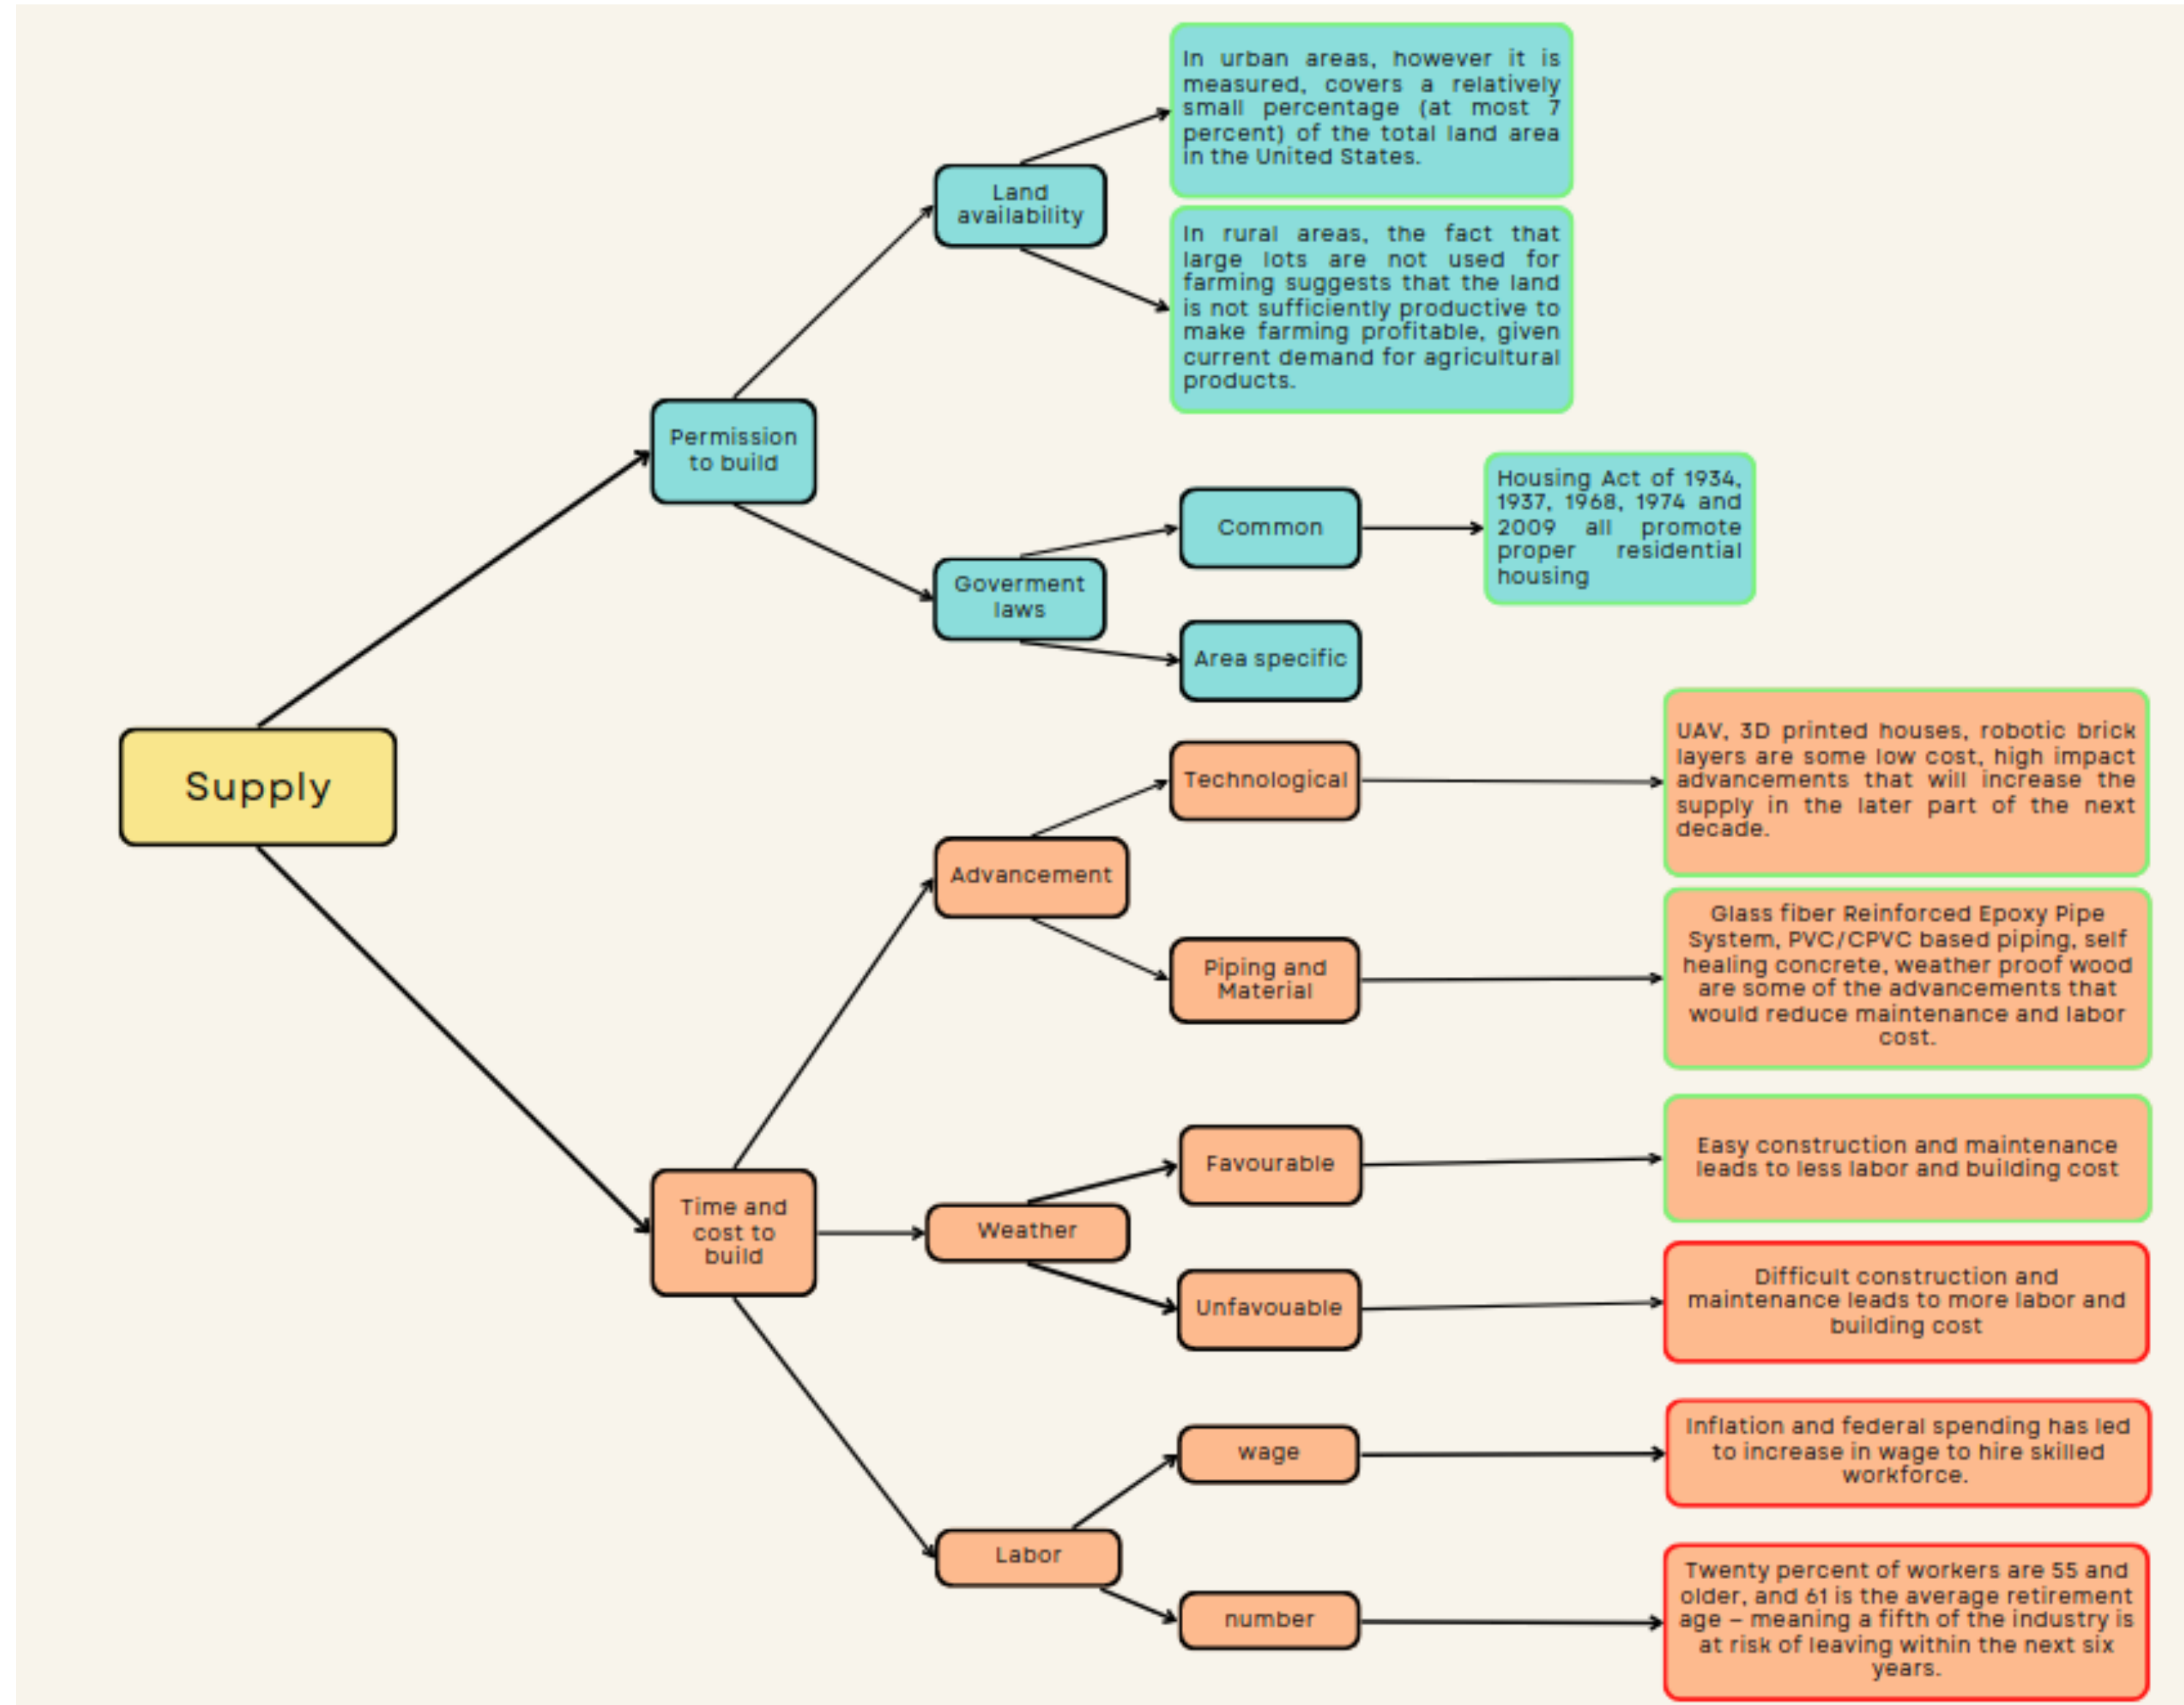 In urban areas, however it is
measured, covers a relatively
small percentage (at most 7
percent) of the total land area
in the United States.
Land
availability
In rural areas, the fact that
large lots are not used for
farming suggests that the land
is not sufficiently productive to
make farming profitable, given
current demand for agricultural
products.
Permission
to build
Housing Act of 1934,
1937, 1968, 1974 and
2009 all promote
proper residential
housing
Common
Goverment
laws
Area specific
Supply
Technological
UAV, 3D printed houses, robotic brick
layers are some low cost, high impact
advancements that will increase the
supply in the later part of the next
decade.
Advancement
Piping and
Material
Glass fiber Reinforced Epoxy Pipe
System, PVC/CPVC based piping, self
healing concrete, weather proof wood
are some of the advancements that
would reduce maintenance and labor
cost.
Time and
cost to
build
Weather
Favourable
Easy construction and maintenance
leads to less labor and building cost
Unfavouable
Difficult construction and
maintenance leads to more labor and
building cost
wage
Inflation and federal spending has led
to increase in wage to hire skilled
workforce.
Labor
number
Twenty percent of workers are 55 and
older, and 61 is the average retirement
age – meaning a fifth of the industry is
at risk of leaving within the next six
years.